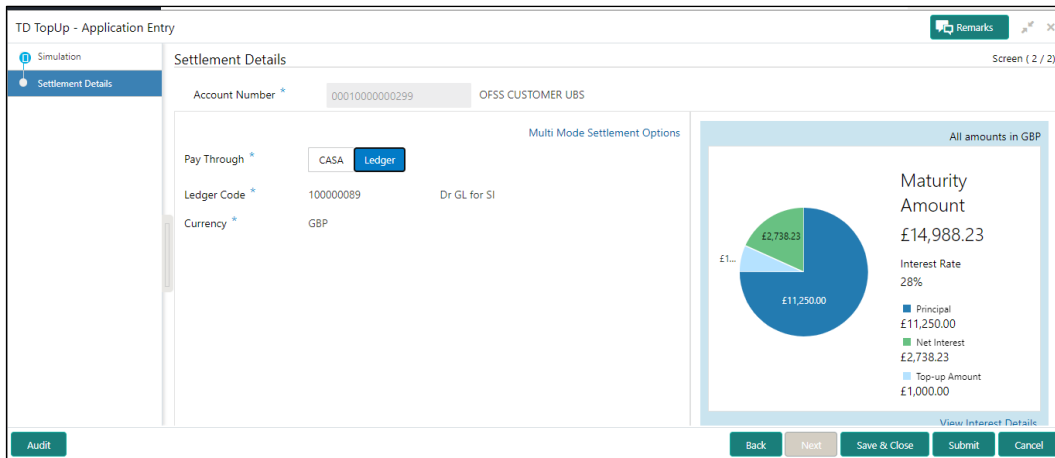 TD TopUp - Application Entry
Remarks
Simulation
Settlement Details
Settlement Details
Screen ( 2 / 2)
Account Number *
00010000000299
OFSS CUSTOMER UBS
Multi Mode Settlement Options
Pay Through *
CASA
Ledger
Ledger Code *
100000089
Dr GL for SI
Currency *
GBP
All amounts in GBP
£2,738.23
£1...
£11,250.00
Maturity
Amount
£14,988.23
Interest Rate
28%
Principal
£11,250.00
Net Interest
£2,738.23
Top-up Amount
£1,000.00
View Interest Details
Audit
Back
Next
Save & Close
Submit
Cancel